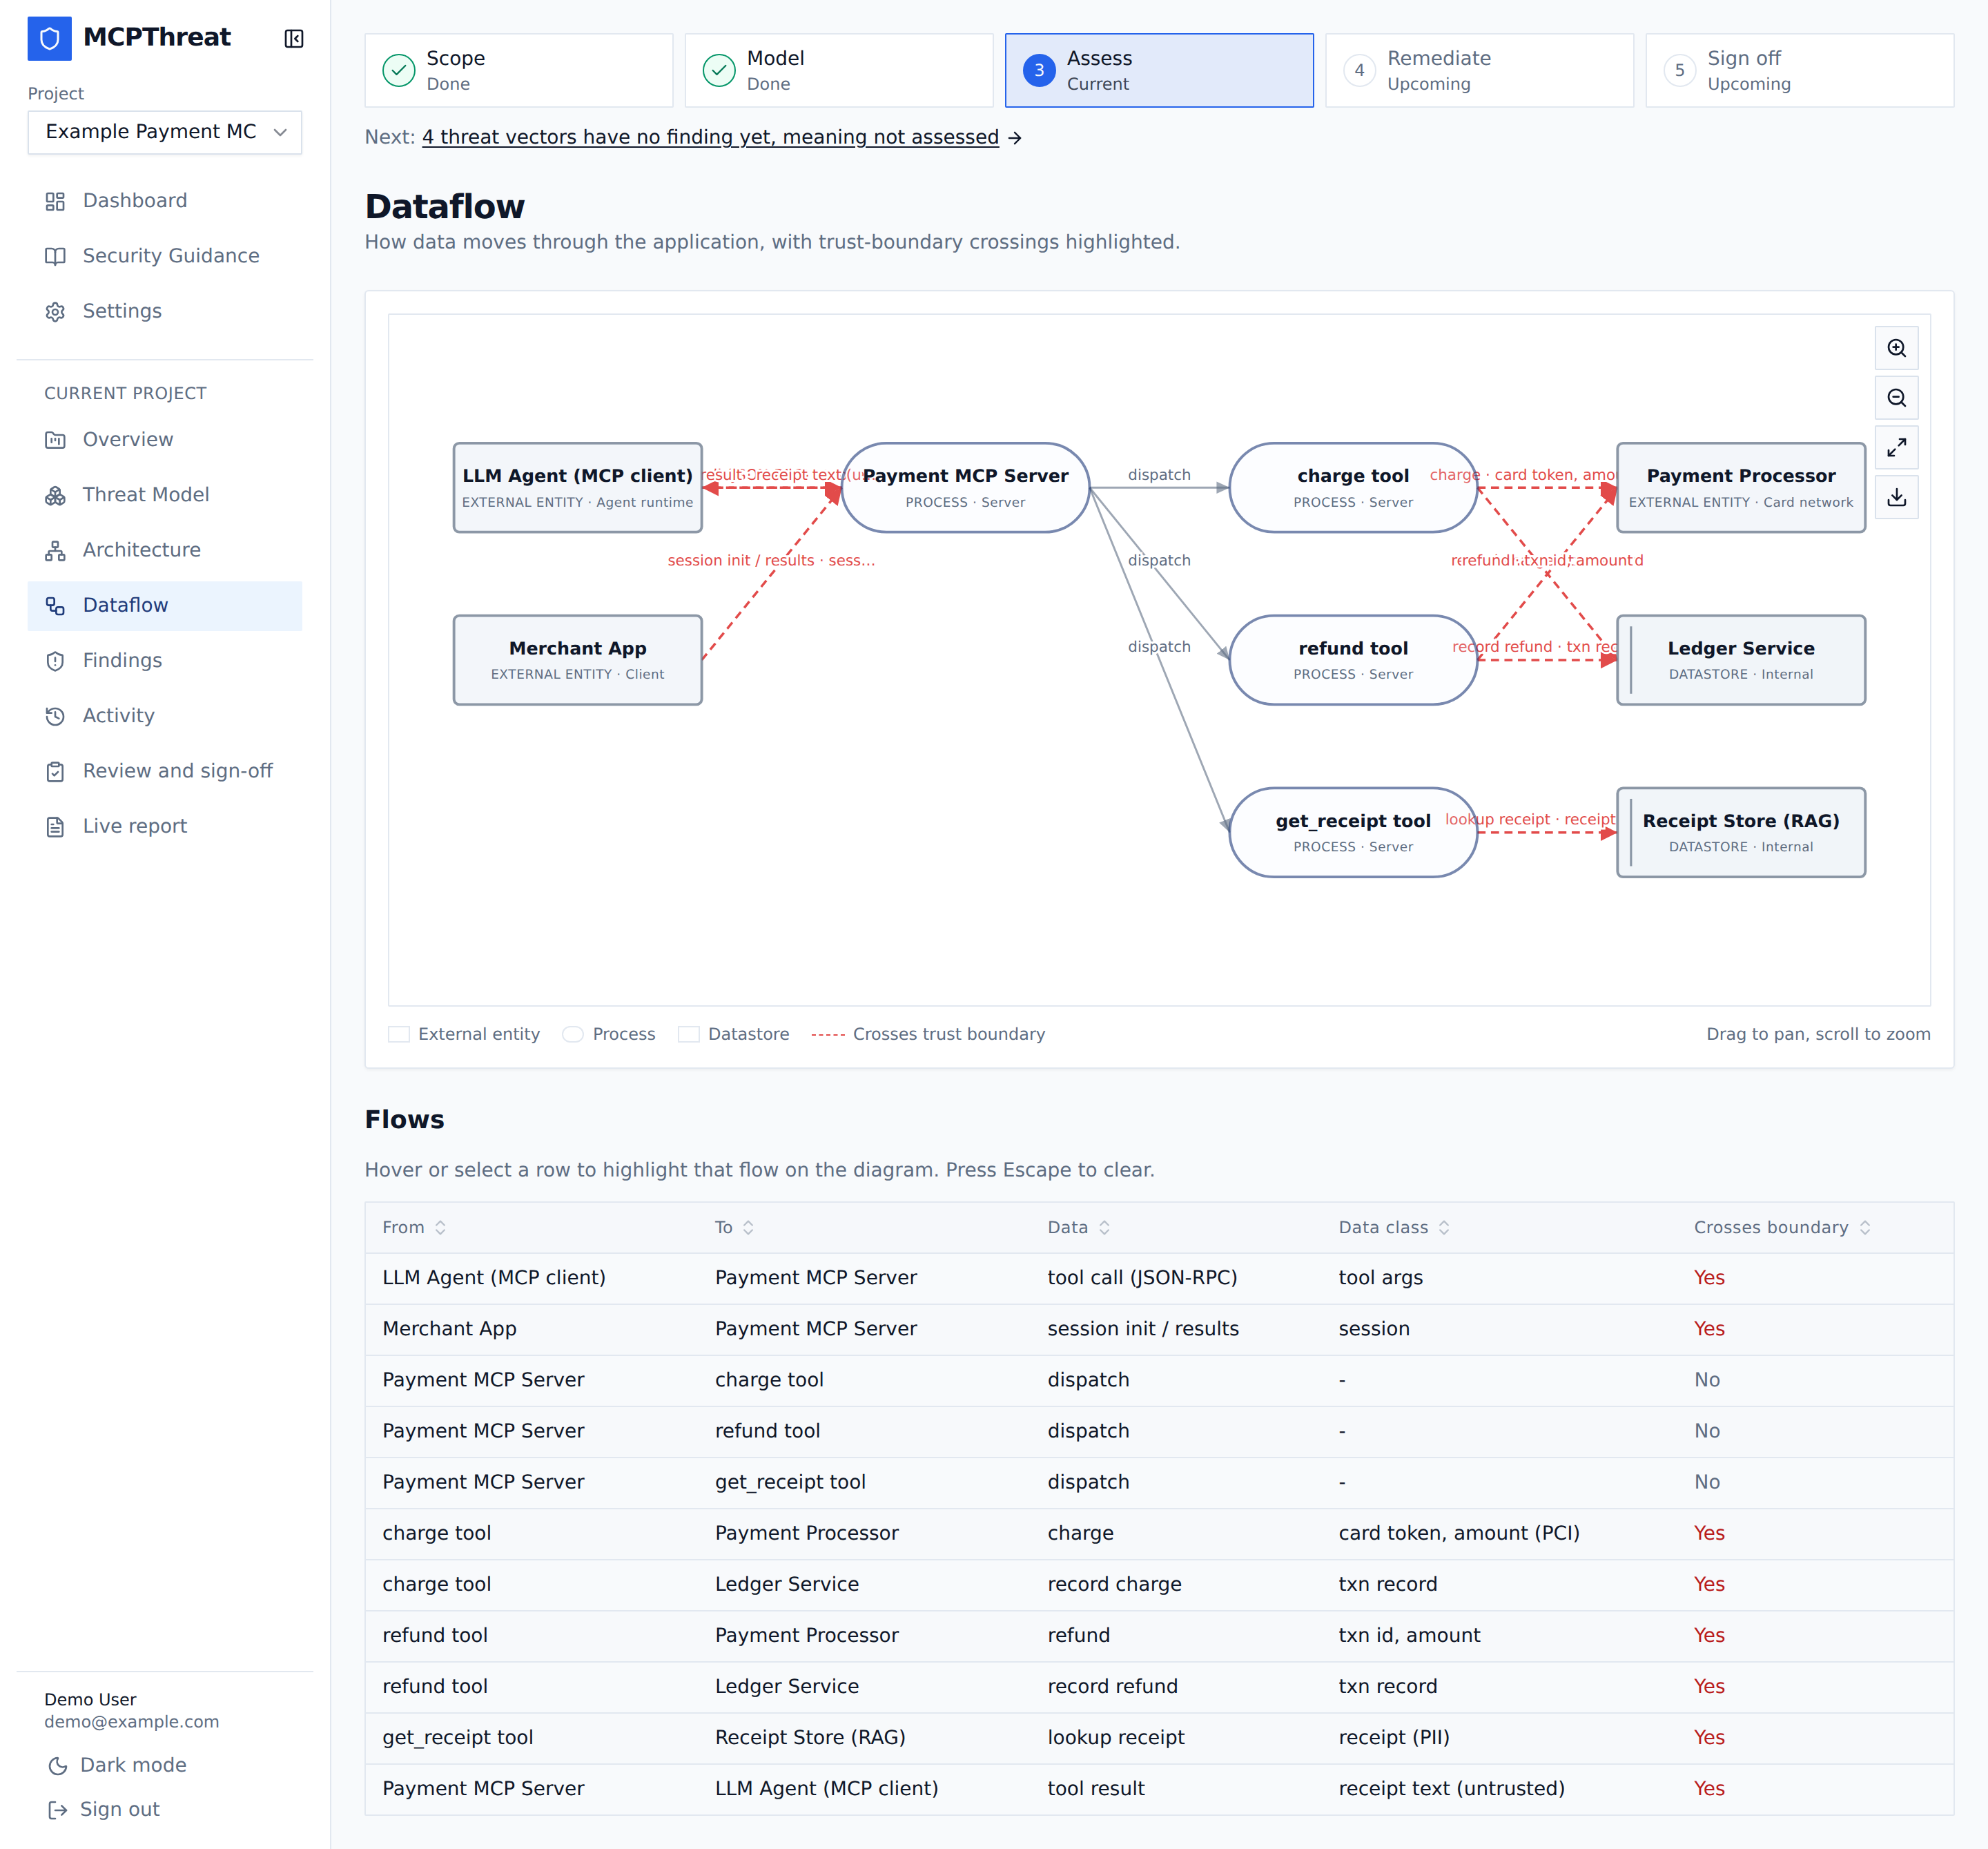 MCPThreat
Project
Example Payment MC
Dashboard
Security Guidance
Settings
CURRENT PROJECT
Overview
Threat Model
Architecture
Dataflow
Findings
Activity
Review and sign-off
Live report
Demo User
demo@example.com
Dark mode
Sign out
Scope
Done
Model
Done
3
Assess
Current
4
Remediate
Upcoming
5
Sign off
Upcoming
Next: 4 threat vectors have no finding yet, meaning not assessed
Dataflow
How data moves through the application, with trust-boundary crossings highlighted.
LLM Agent (MCP client)
EXTERNAL ENTITY · Agent runtime
Payment MCP Server
PROCESS · Server
dispatch
charge tool
PROCESS · Server
charge · card token, amou
Payment Processor
EXTERNAL ENTITY · Card network
session init / results · sess…
dispatch
Merchant App
EXTERNAL ENTITY · Client
dispatch
refund tool
PROCESS · Server
record refund · txn rec
Ledger Service
DATASTORE · Internal
get_receipt tool
PROCESS · Server
lookup receipt · receipt
Receipt Store (RAG)
DATASTORE · Internal
External entity
Process
Datastore
Crosses trust boundary
Drag to pan, scroll to zoom
Flows
Hover or select a row to highlight that flow on the diagram. Press Escape to clear.
From To Data Data class Crosses boundary
LLM Agent (MCP client) Payment MCP Server tool call (JSON-RPC) tool args Yes
Merchant App Payment MCP Server session init / results session Yes
Payment MCP Server charge tool dispatch - No
Payment MCP Server refund tool dispatch - No
Payment MCP Server get_receipt tool dispatch - No
charge tool Payment Processor charge card token, amount (PCI) Yes
charge tool Ledger Service record charge txn record Yes
refund tool Payment Processor refund txn id, amount Yes
refund tool Ledger Service record refund txn record Yes
get_receipt tool Receipt Store (RAG) lookup receipt receipt (PII) Yes
Payment MCP Server LLM Agent (MCP client) tool result receipt text (untrusted) Yes